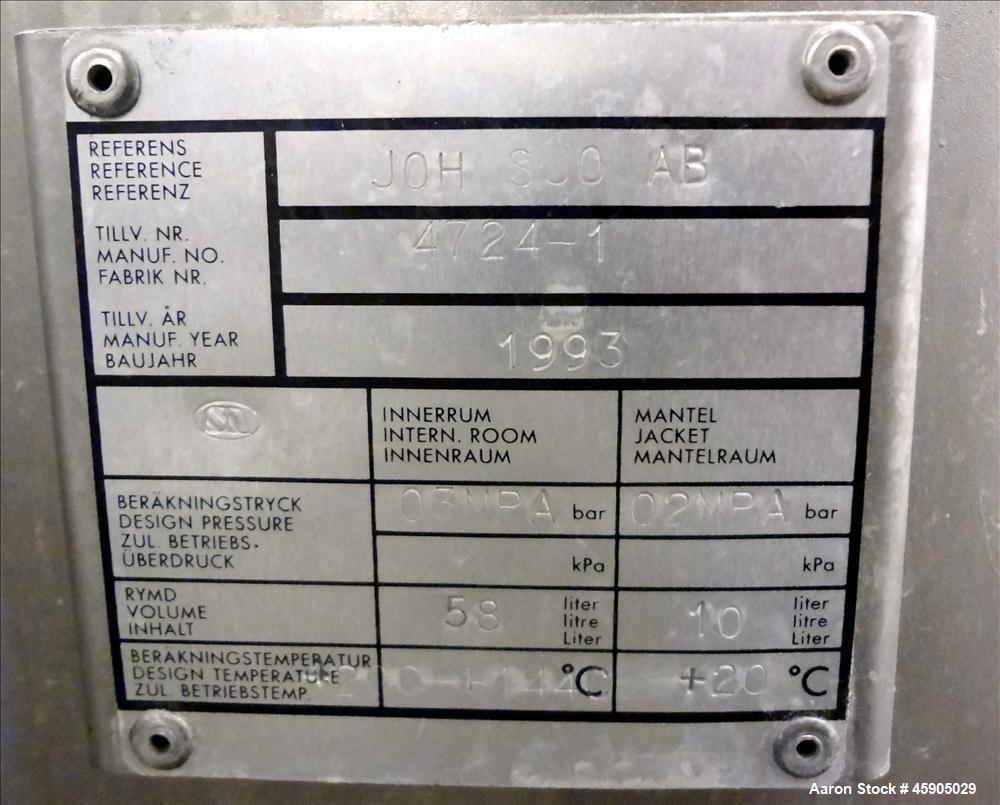 REFERENS
REFERENCE
REFERENZ
JOH SJO AB
TILLV. NR.
MANUF. NO.
FABRIK NR.
4724-1
TILLV. ÅR
MANUF. YEAR
BAUJAHR
1993
INNERRUM
INTERN. ROOM
INNENRAUM
MANTEL
JACKET
MANTELRAUM
BERÄKNINGSTRYCK
DESIGN PRESSURE
ZUL. BETRIEBS-
ÜBERDRUCK
03MPA bar
02MPA bar
kPa
kPa
RYMD
VOLUME
INHALT
58
liter
litre
Liter
10
liter
litre
Liter
BERÄKNINGSTEMPERATUR
DESIGN TEMPERATURE
ZUL. BETRIEBSTEMP.
°C
+20 °C
Aaron Stock # 45905029